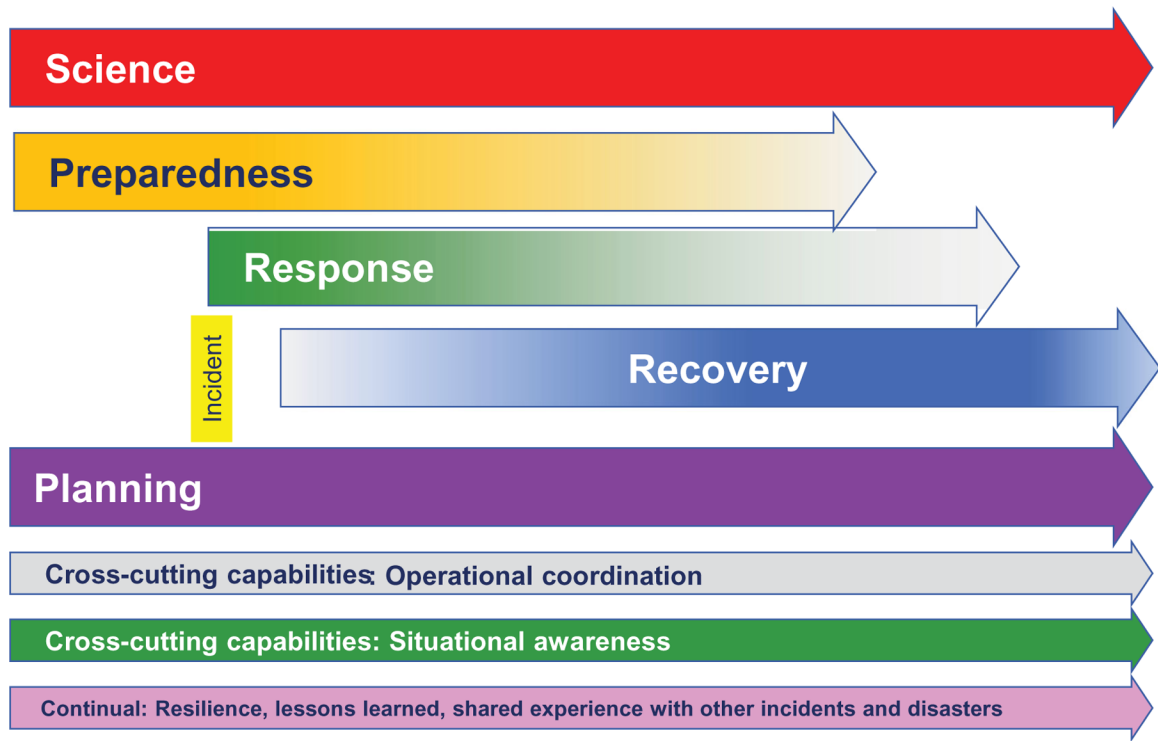 Science
Preparedness
Response
Incident
Recovery
Planning
Cross-cutting capabilities: Operational coordination
Cross-cutting capabilities: Situational awareness
Continual: Resilience, lessons learned, shared experience with other incidents and disasters